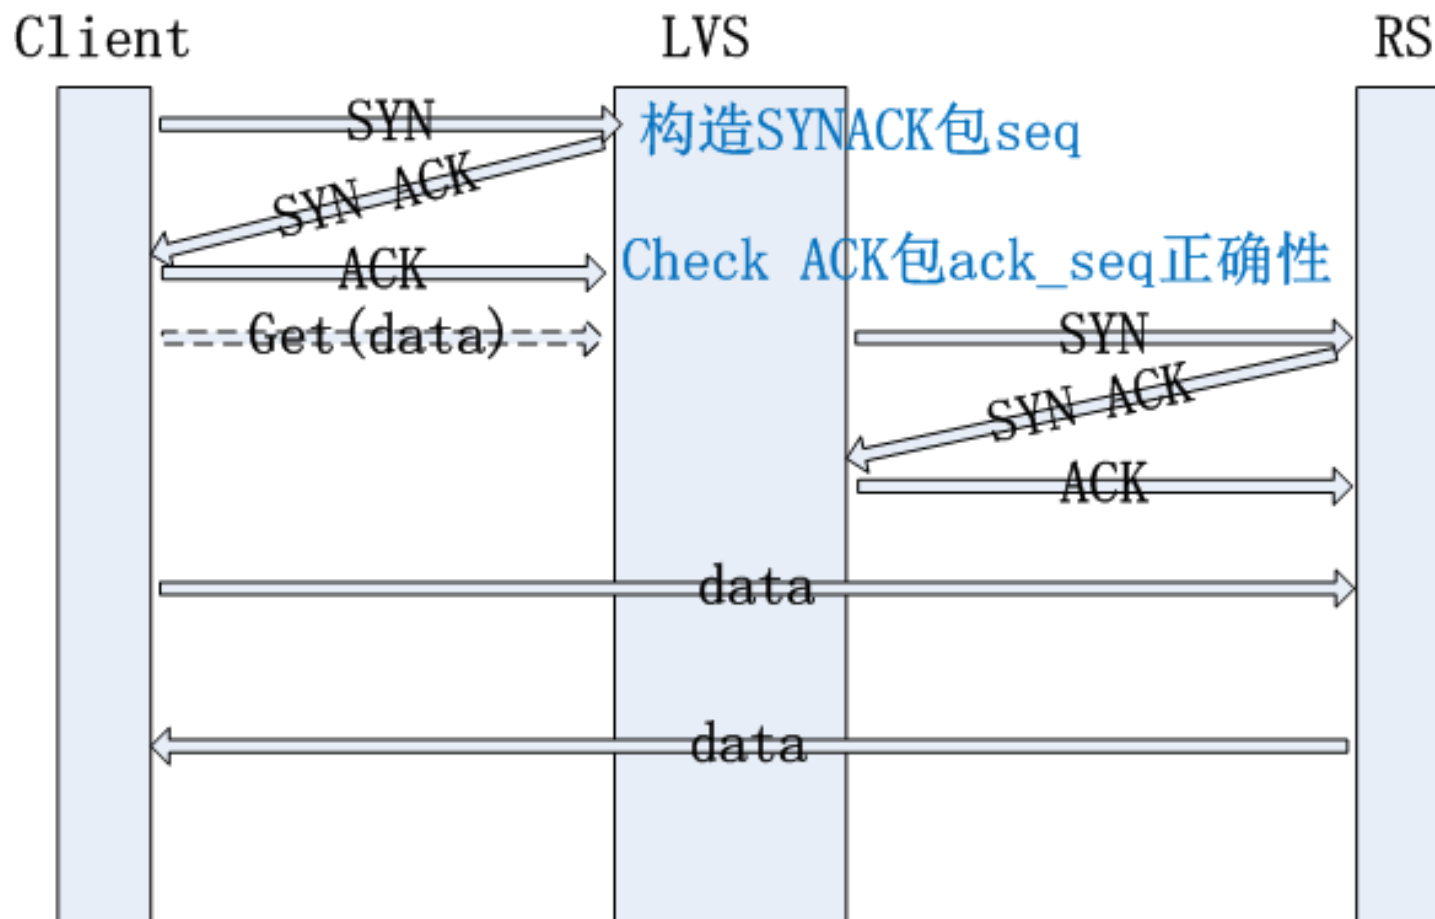 Client LVS RS
SYN
构造SYNACK包seq
SYN ACK
Check ACK包ack_seq正确性
ACK
Get(data)
SYN
SYN ACK
ACK
data
data